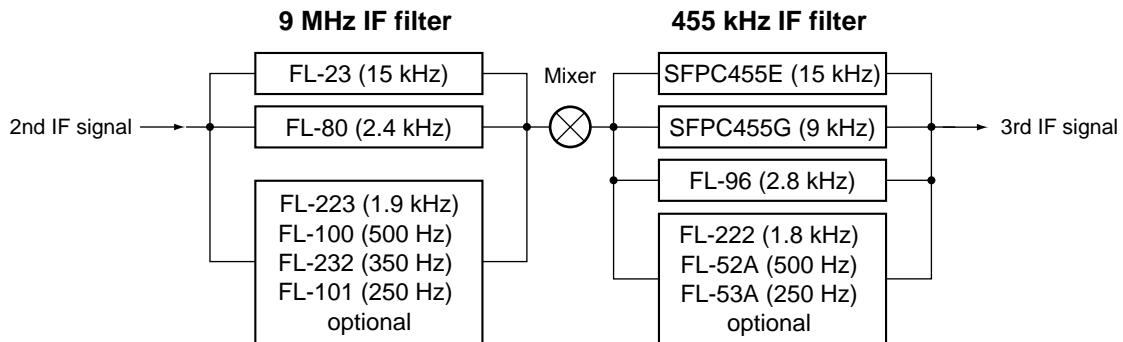 9 MHz IF filter
455 kHz IF filter
FL-23 (15 kHz)
Mixer
SFPC455E (15 kHz)
2nd IF signal
FL-80 (2.4 kHz)
SFPC455G (9 kHz)
3rd IF signal
FL-96 (2.8 kHz)
FL-223 (1.9 kHz)
FL-100 (500 Hz)
FL-232 (350 Hz)
FL-101 (250 Hz)
optional
FL-222 (1.8 kHz)
FL-52A (500 Hz)
FL-53A (250 Hz)
optional